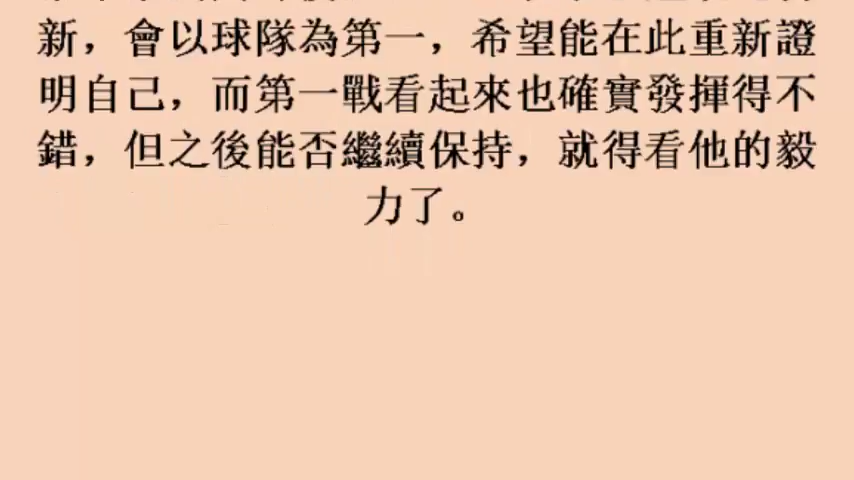 新，會以球隊為第一，希望能在此重新證
明自己，而第一戰看起來也確實發揮得不
錯，但之後能否繼續保持，就得看他的毅
力了。